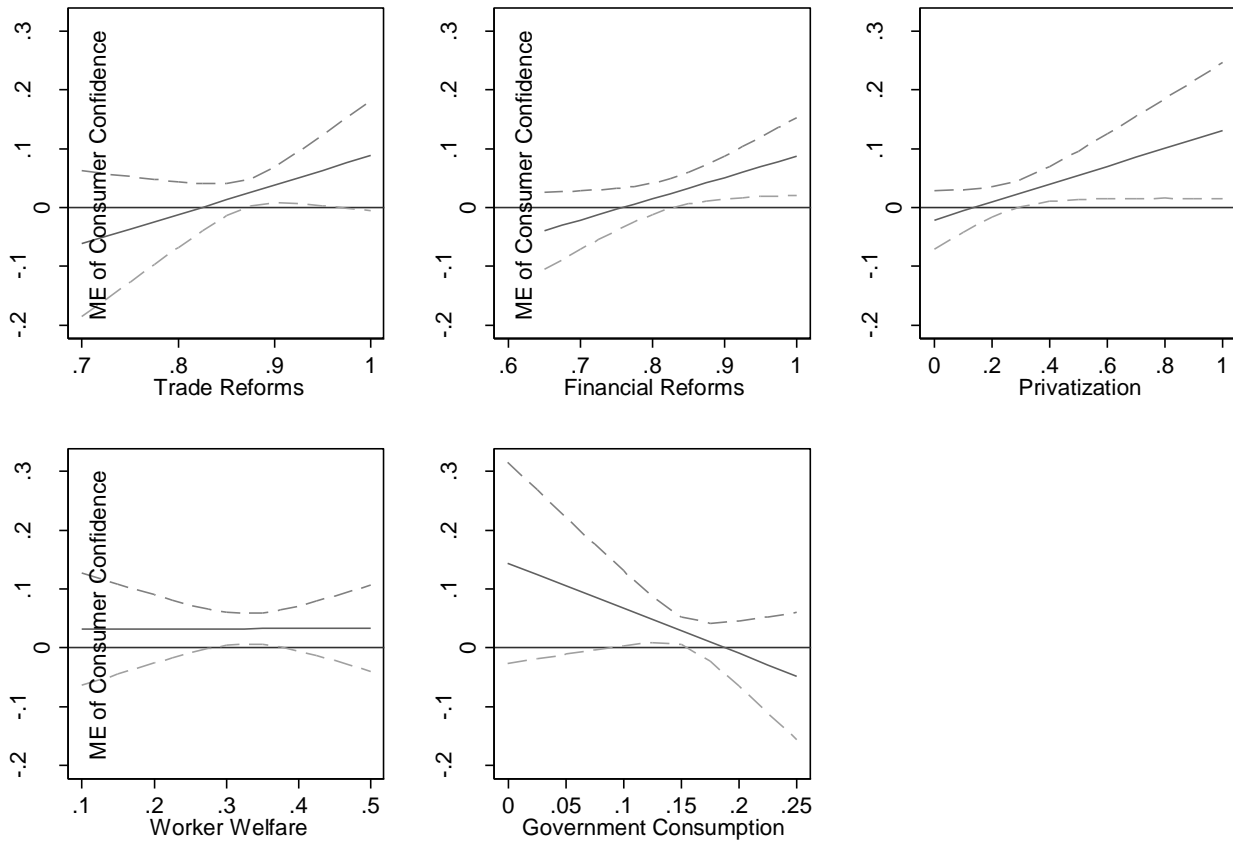 ME of Consumer Confidence
-.2 -.1 0 .1 .2 .3
.7 .8 .9 1
Trade Reforms
ME of Consumer Confidence
-.2 -.1 0 .1 .2 .3
.6 .7 .8 .9 1
Financial Reforms
-.2 -.1 0 .1 .2 .3
0 .2 .4 .6 .8 1
Privatization
ME of Consumer Confidence
-.2 -.1 0 .1 .2 .3
.1 .2 .3 .4 .5
Worker Welfare
-.2 -.1 0 .1 .2 .3
0 .05 .1 .15 .2 .25
Government Consumption